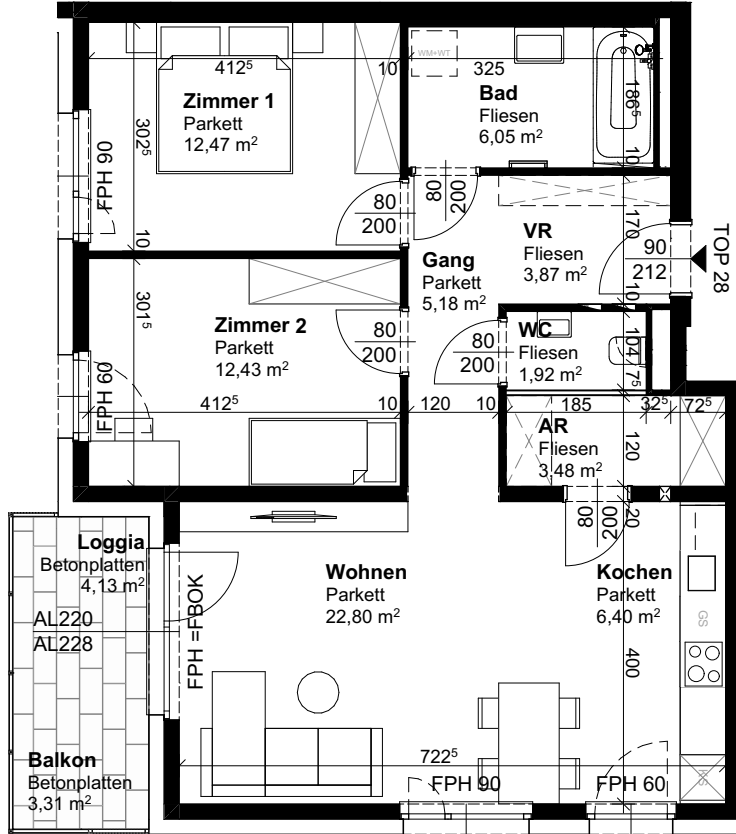 412⁵
10
325
WM+WT
Zimmer 1
Parkett
12,47 m²
Bad
Fliesen
6,05 m²
186⁵
10
302⁵
10
FPH 90
80
200
80
200
170
10
VR
Fliesen
3,87 m²
90
212
TOP 28
Gang
Parkett
5,18 m²
301⁵
Zimmer 2
Parkett
12,43 m²
80
200
80
200
WC
Fliesen
1,92 m²
104
7⁵
FPH 60
412⁵
10
120
10
185
32⁵
72⁵
AR
Fliesen
3,48 m²
120
20
80
200
Loggia
Betonplatten
4,13 m²
AL220
AL228
FPH =FBOK
Wohnen
Parkett
22,80 m²
Kochen
Parkett
6,40 m²
GS
400
722⁵
Balkon
Betonplatten
3,31 m²
FPH 90
FPH 60
KS